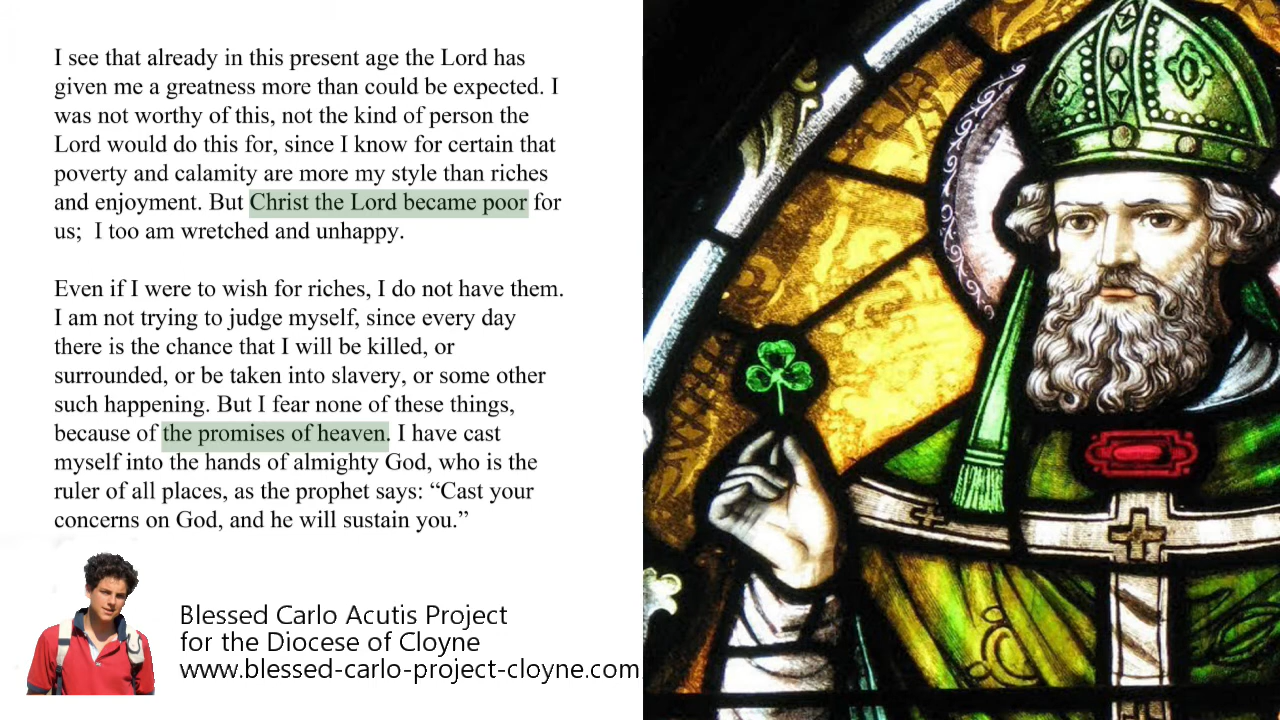 I see that already in this present age the Lord has
given me a greatness more than could be expected. I
was not worthy of this, not the kind of person the
Lord would do this for, since I know for certain that
poverty and calamity are more my style than riches
and enjoyment. But Christ the Lord became poor for
us;  I too am wretched and unhappy.
Even if I were to wish for riches, I do not have them.
I am not trying to judge myself, since every day
there is the chance that I will be killed, or
surrounded, or be taken into slavery, or some other
such happening. But I fear none of these things,
because of the promises of heaven. I have cast
myself into the hands of almighty God, who is the
ruler of all places, as the prophet says: “Cast your
concerns on God, and he will sustain you.”
Blessed Carlo Acutis Project
for the Diocese of Cloyne
www.blessed-carlo-project-cloyne.com